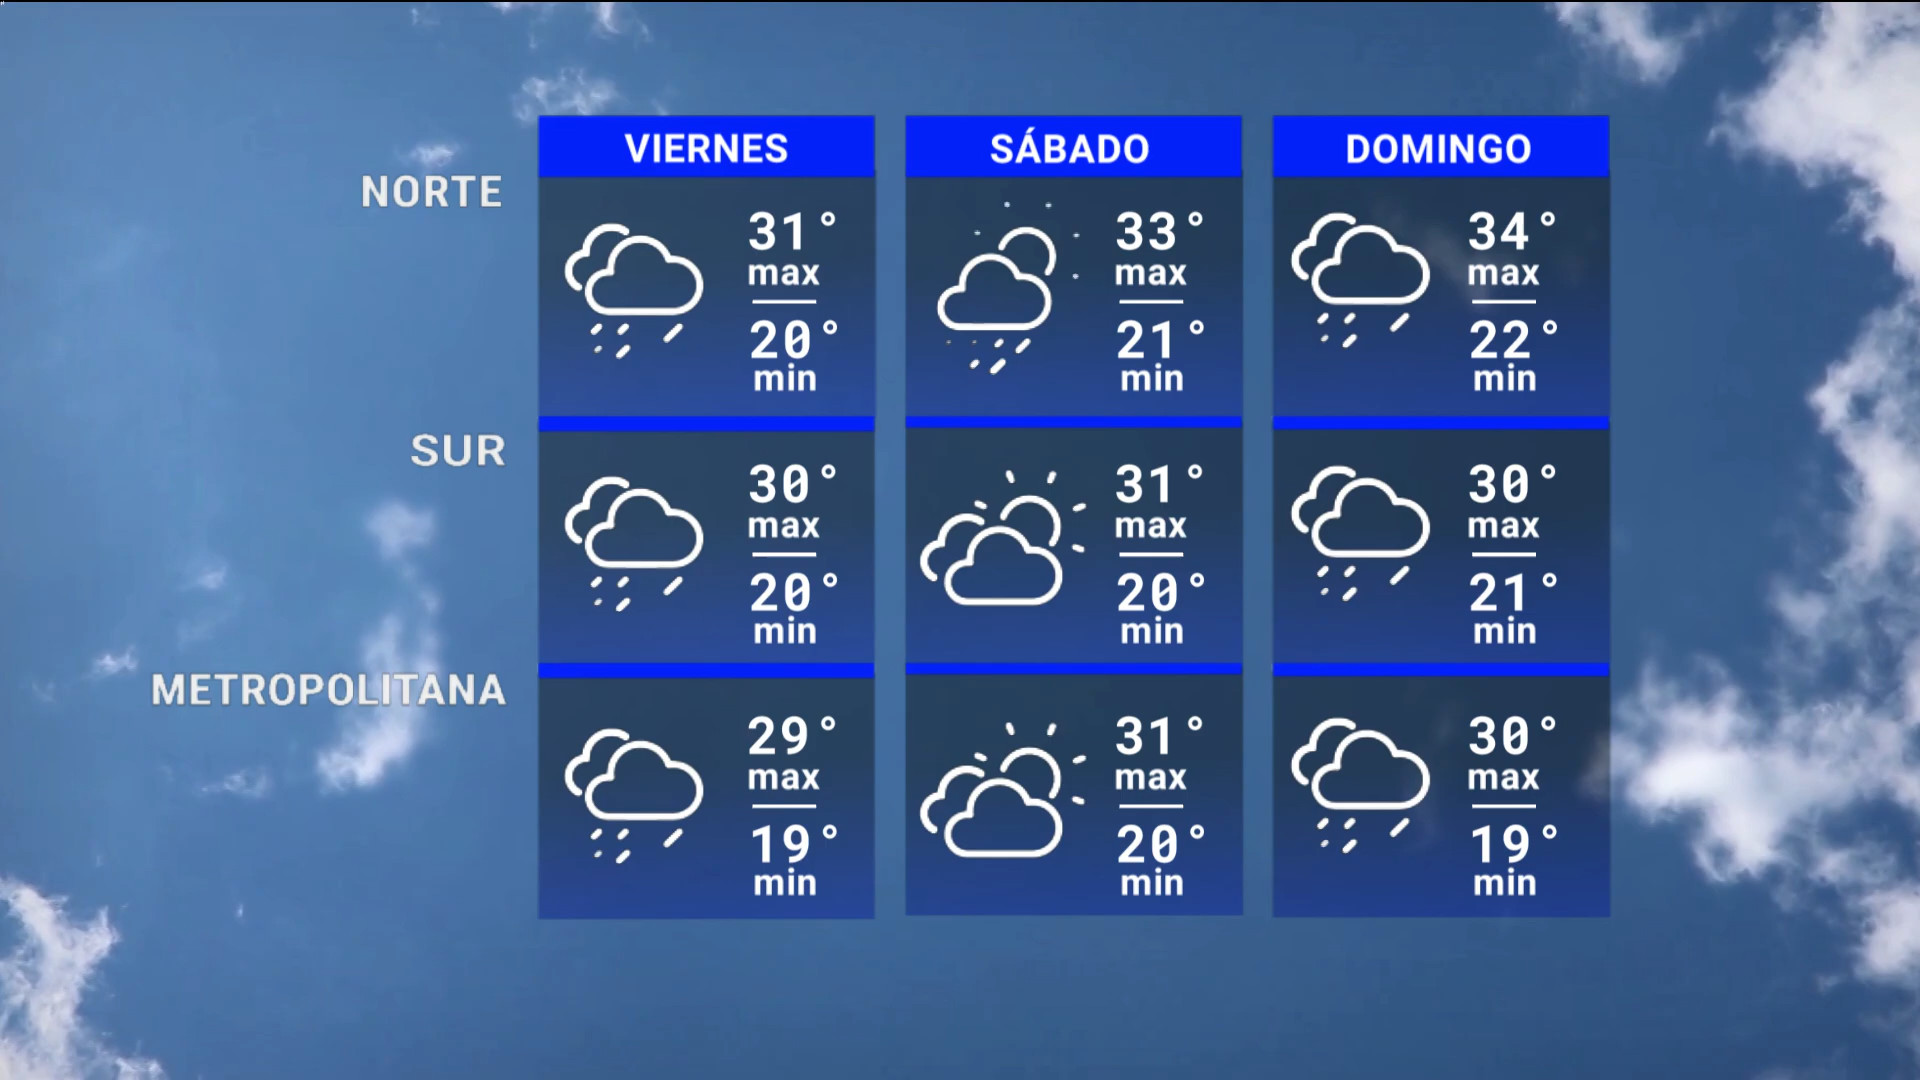 VIERNES
SÁBADO
DOMINGO
NORTE
31°
max
20°
min
33°
max
21°
min
34°
max
22°
min
SUR
30°
max
20°
min
31°
max
20°
min
30°
max
21°
min
METROPOLITANA
29°
max
19°
min
31°
max
20°
min
30°
max
19°
min